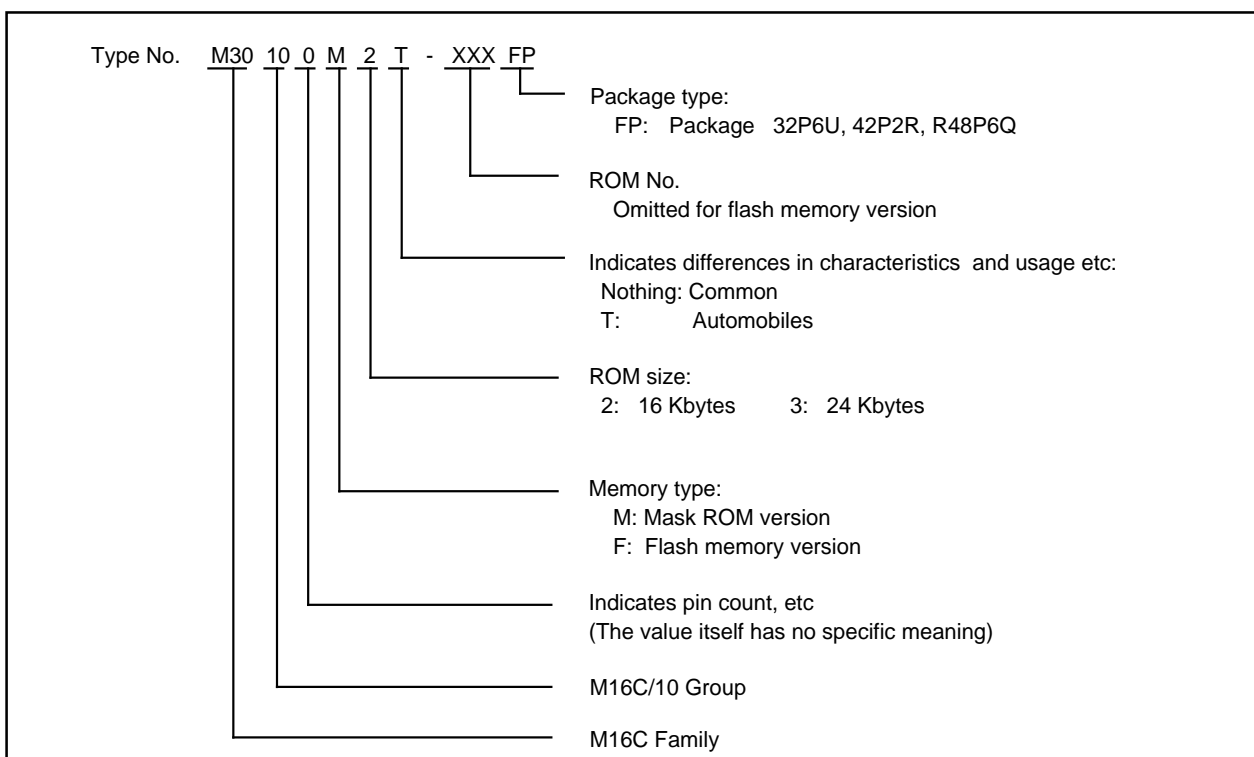 Type No. M30 10 0 M 2 T - XXX FP
Package type:
FP: Package 32P6U, 42P2R, R48P6Q
ROM No.
Omitted for flash memory version
Indicates differences in characteristics and usage etc:
Nothing: Common
T: Automobiles
ROM size:
2: 16 Kbytes 3: 24 Kbytes
Memory type:
M: Mask ROM version
F: Flash memory version
Indicates pin count, etc
(The value itself has no specific meaning)
M16C/10 Group
M16C Family